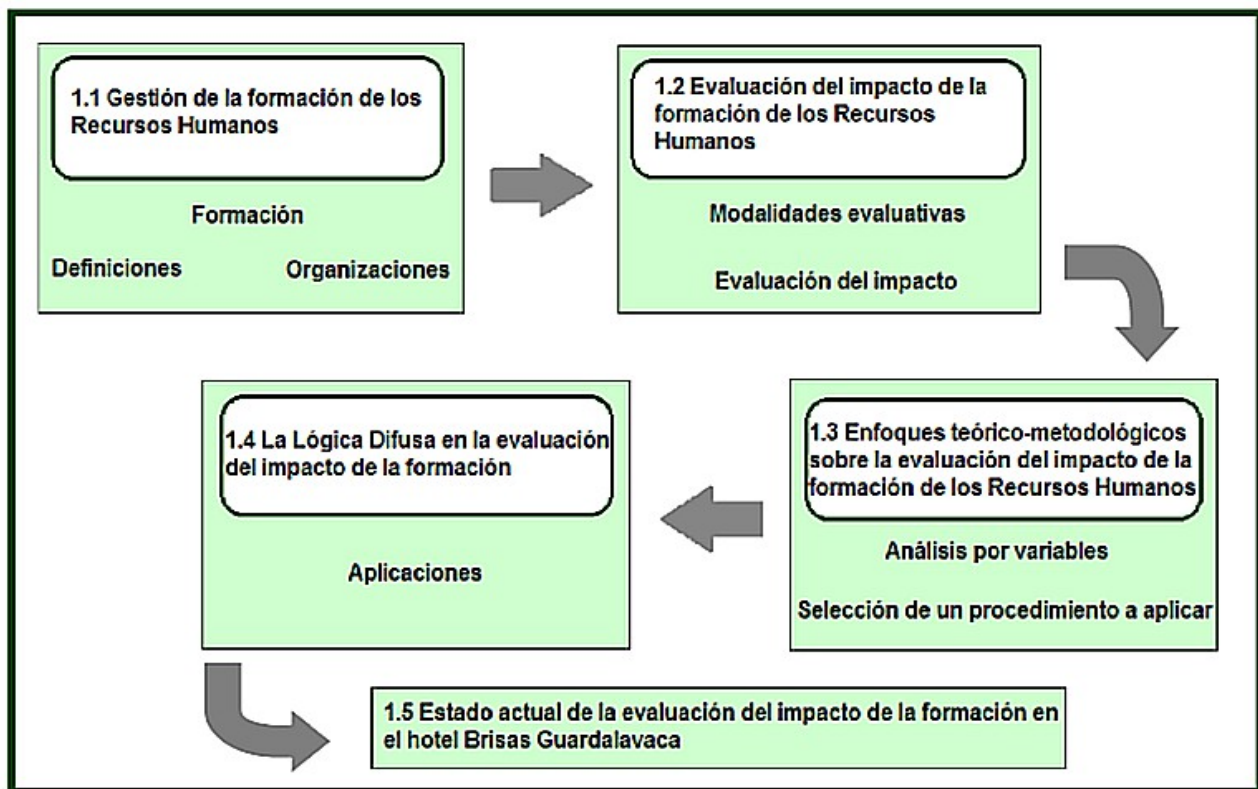 1.1 Gestión de la formación de los
Recursos Humanos
Formación
Definiciones Organizaciones
1.2 Evaluación del impacto de la
formación de los Recursos
Humanos
Modalidades evaluativas
Evaluación del impacto
1.3 Enfoques teórico-metodológicos
sobre la evaluación del impacto de la
formación de los Recursos Humanos
Análisis por variables
Selección de un procedimiento a aplicar
1.4 La Lógica Difusa en la evaluación
del impacto de la formación
Aplicaciones
1.5 Estado actual de la evaluación del impacto de la formación en
el hotel Brisas Guardalavaca